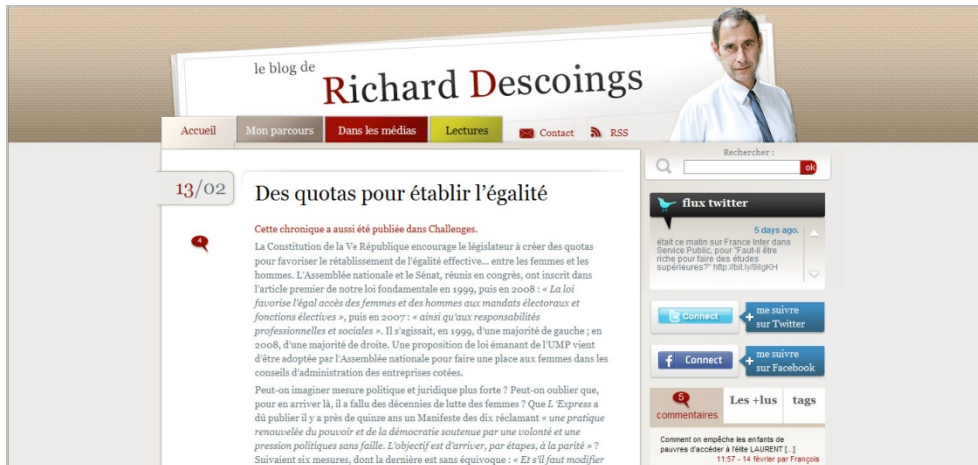 le blog de
Richard Descoings
Accueil
Mon parcours
Dans les médias
Lectures
Contact
RSS
Rechercher :
ok
13/02
Des quotas pour établir l'égalité
4
Cette chronique a aussi été publiée dans Challenges.
La Constitution de la Ve République encourage le législateur à créer des quotas
pour favoriser le rétablissement de l'égalité effective... entre les femmes et les
hommes. L'Assemblée nationale et le Sénat, réunis en congrès, ont inscrit dans
l'article premier de notre loi fondamentale en 1999, puis en 2008 : « La loi
favorise l'égal accès des femmes et des hommes aux mandats électoraux et
fonctions électives », puis en 2007 : « ainsi qu'aux responsabilités
professionnelles et sociales ». Il s'agissait, en 1999, d'une majorité de gauche ; en
2008, d'une majorité de droite. Une proposition de loi émanant de l'UMP vient
d'être adoptée par l'Assemblée nationale pour faire une place aux femmes dans les
conseils d'administration des entreprises cotées.
Peut-on imaginer mesure politique et juridique plus forte ? Peut-on oublier que,
pour en arriver là, il a fallu des décennies de lutte des femmes ? Que L'Express a
dû publier il y a près de quinze ans un Manifeste des dix réclamant « une pratique
renouvelée du pouvoir et de la démocratie soutenue par une volonté et une
pression politiques sans faille. L'objectif est d'arriver, par étapes, à la parité » ?
Suivaient six mesures, dont la dernière est sans équivoque : « Et s'il faut modifier
flux twitter
5 days ago.
était ce matin sur France Inter dans
Service Public, pour "Faut-il être
riche pour faire des études
supérieures?" http://bit.ly/9IIgKH
Connect
+ me suivre
sur Twitter
Connect
+ me suivre
sur Facebook
5
commentaires
Les +lus
tags
Comment on empêche les enfants de
pauvres d'accéder à l'élite LAURENT [...]
11:57 - 14 février par François